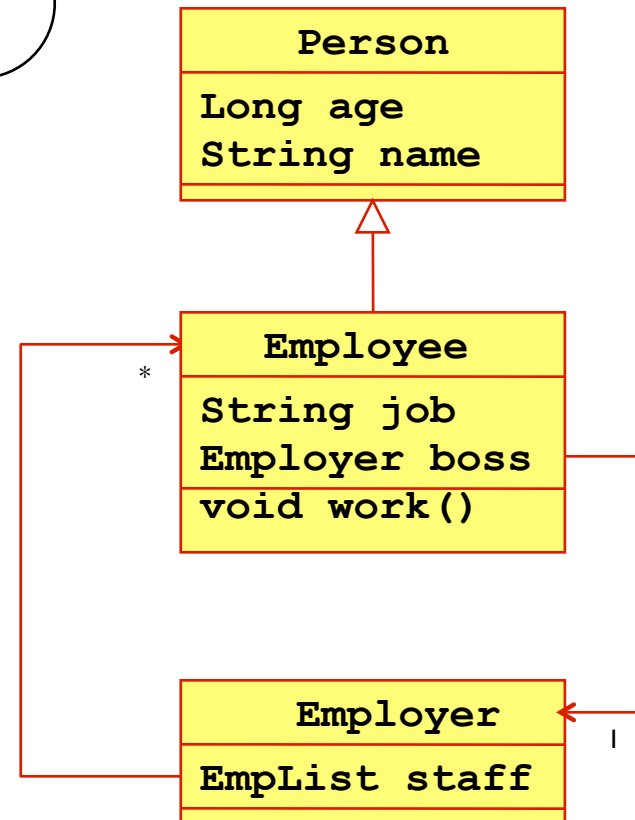 Person
Long age
String name
Employee
*
String job
Employer boss
void work()
Employer
1
EmpList staff